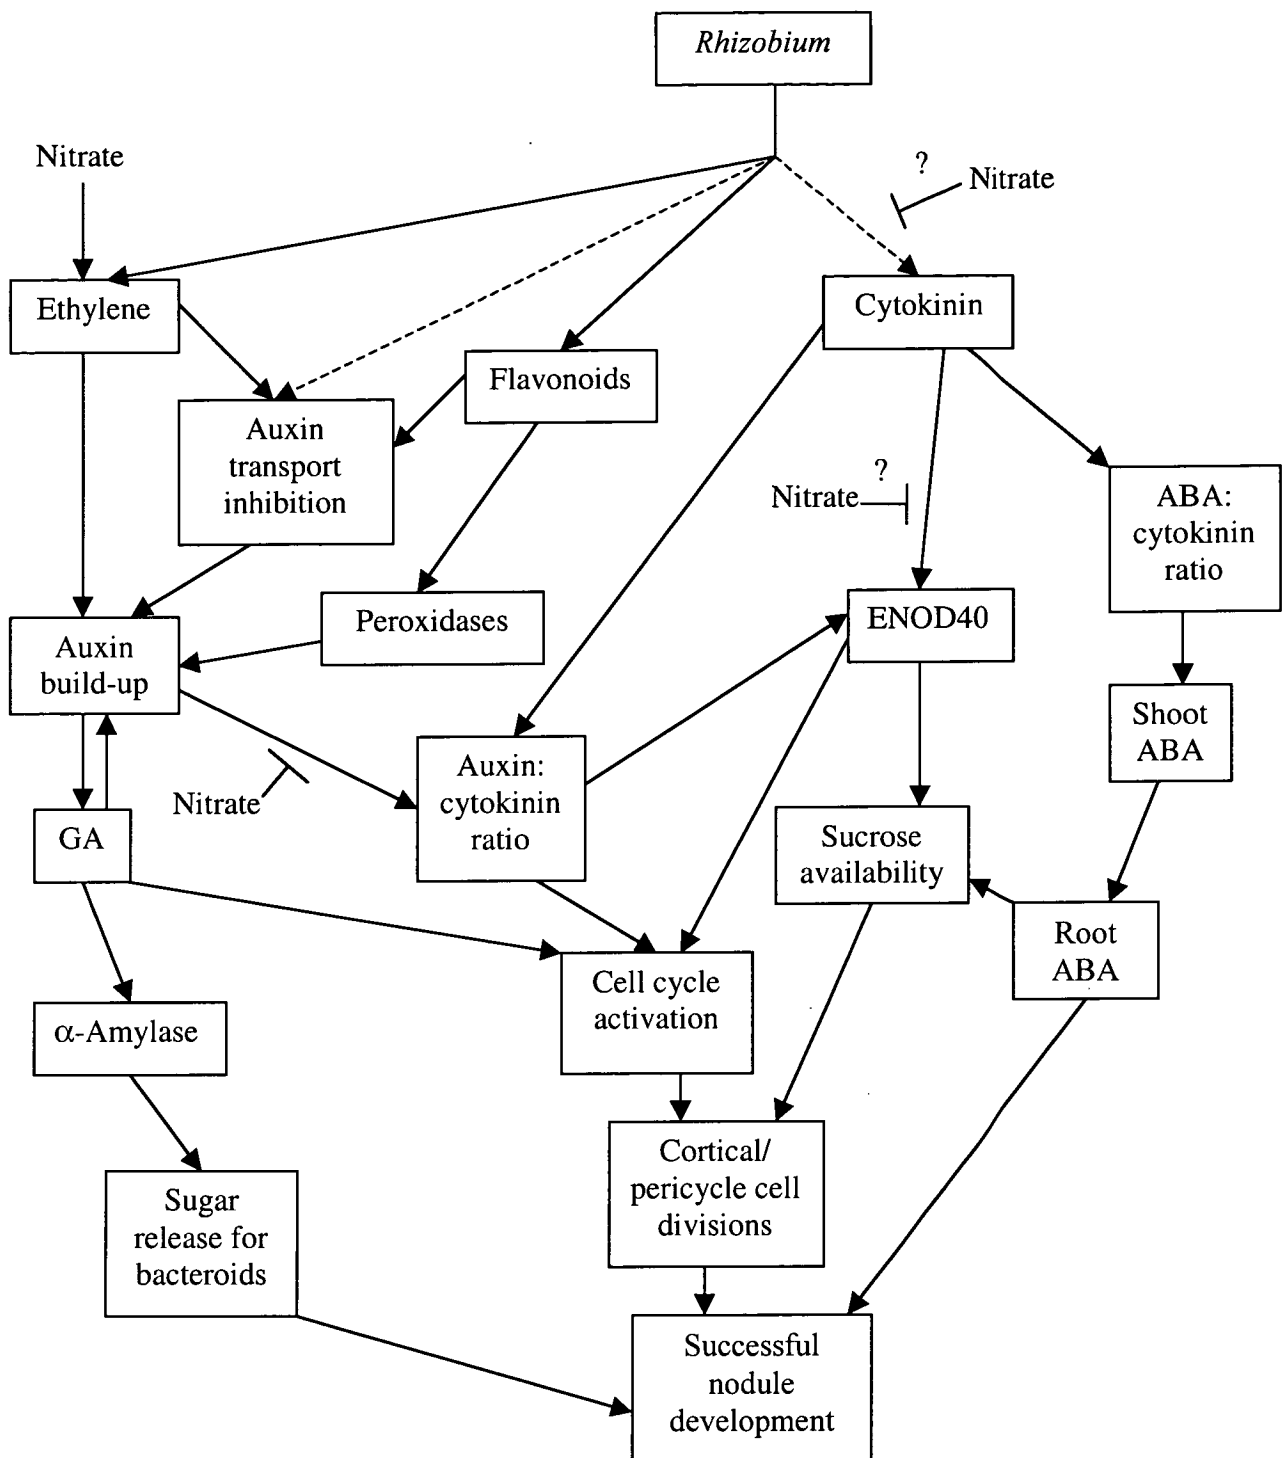 Rhizobium
Nitrate
?
Nitrate
Ethylene
Cytokinin
Flavonoids
Auxin
transport
inhibition
?
Nitrate
ABA:
cytokinin
ratio
Peroxidases
ENOD40
Auxin
build-up
Shoot
ABA
Nitrate
Auxin:
cytokinin
ratio
GA
Sucrose
availability
Root
ABA
Cell cycle
activation
α-Amylase
Cortical/
pericycle cell
divisions
Sugar
release for
bacteroids
Successful
nodule
development